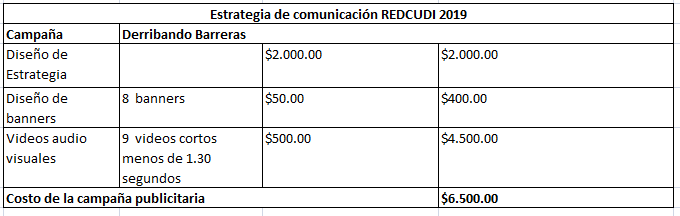 Estrategia de comunicación REDCUDI 2019
Campaña Derribando Barreras
Diseño de $2.000.00 $2.000.00
Estrategia
Diseño de 8 banners $50.00 $400.00
banners
Videos audio 9 videos cortos $500.00 $4.500.00
visuales menos de 1.30
segundos
Costo de la campaña publicitaria $6.500.00